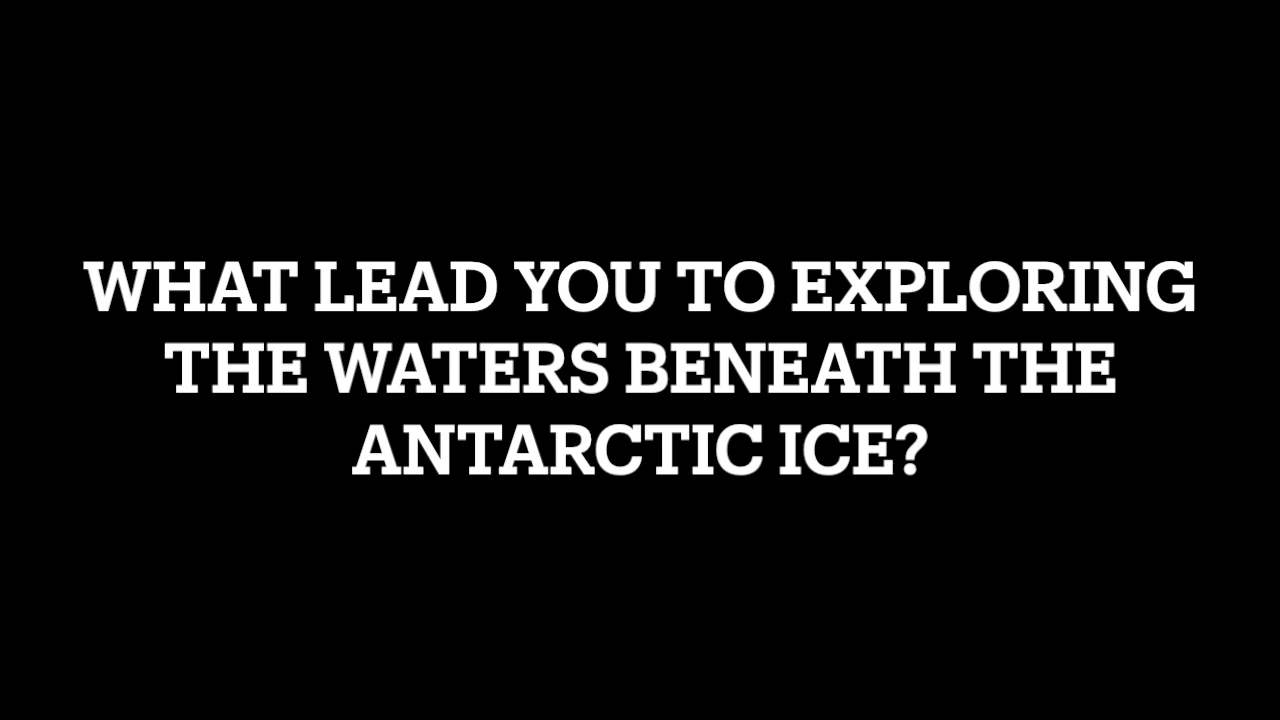 WHAT LEAD YOU TO EXPLORING
THE WATERS BENEATH THE
ANTARCTIC ICE?